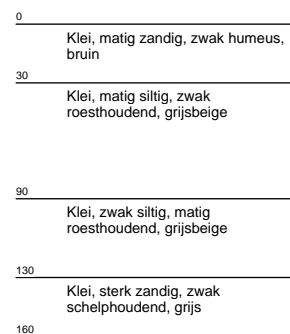 0
Klei, matig zandig, zwak humeus,
bruin
30
Klei, matig siltig, zwak
roesthoudend, grijsbeige
90
Klei, zwak siltig, matig
roesthoudend, grijsbeige
130
Klei, sterk zandig, zwak
schelphoudend, grijs
160